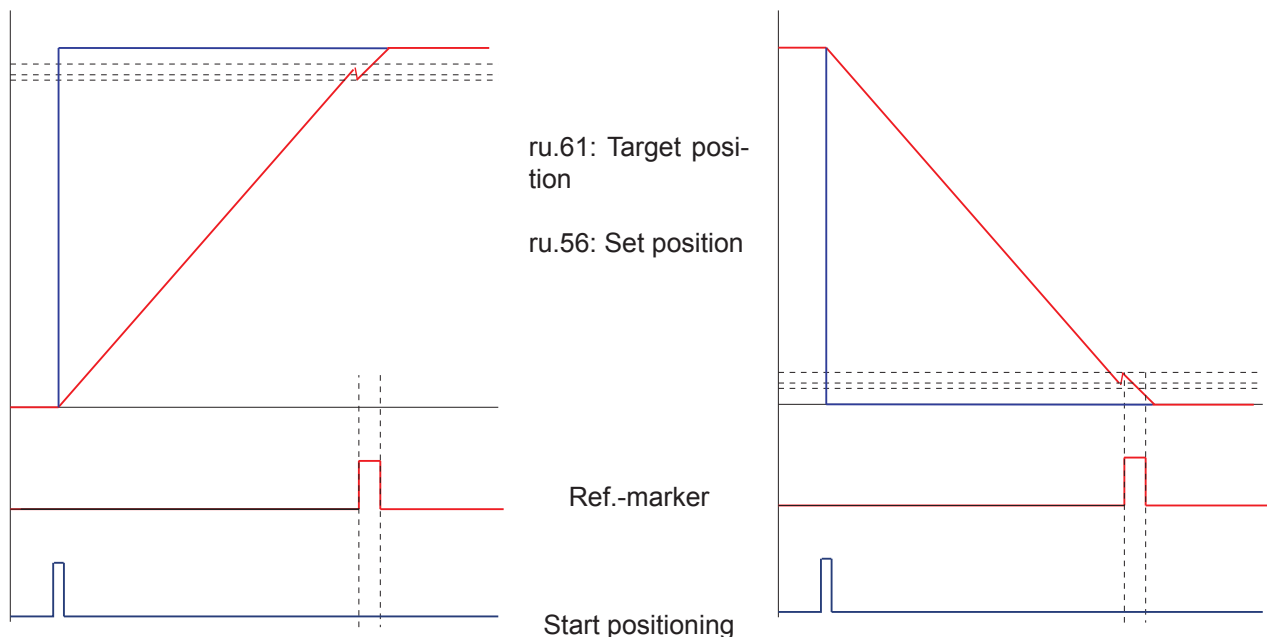 ru.61: Target posi-
tion
ru.56: Set position
Ref.-marker
Start positioning